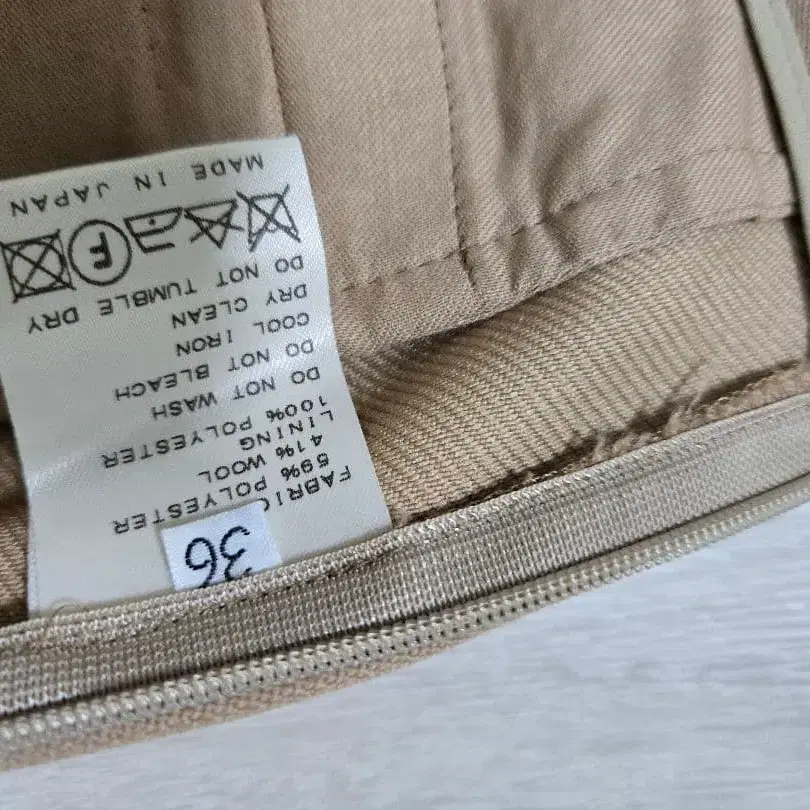 36
FABRIC
59% POLYESTER
41% WOOL
LINING
100% POLYESTER
DO NOT WASH
DO NOT BLEACH
COOL IRON
DRY CLEAN
DO NOT TUMBLE DRY
F
MADE IN JAPAN